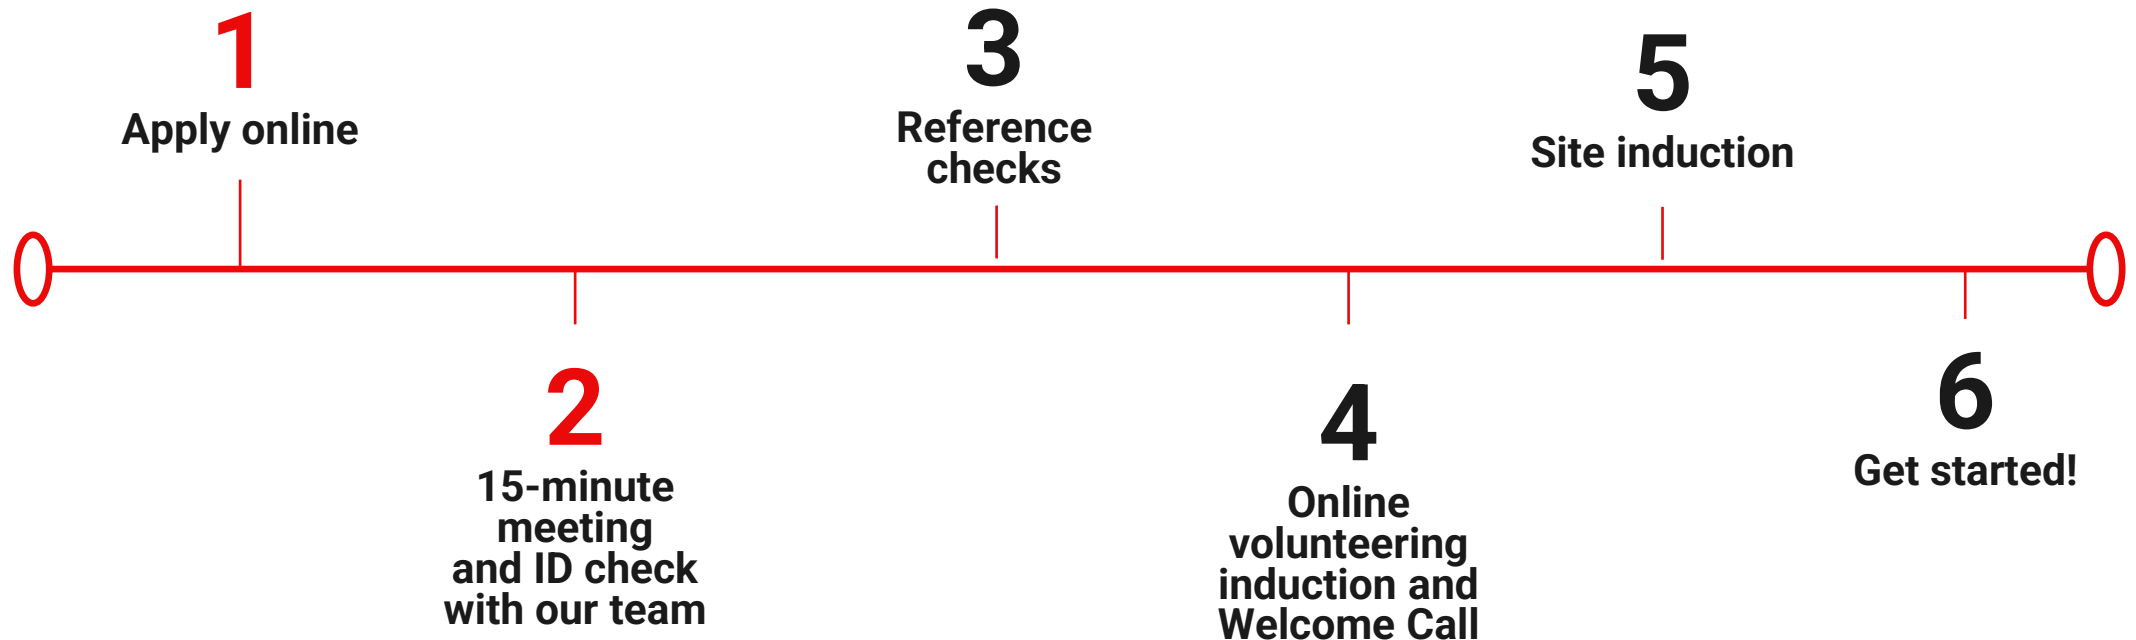 1
Apply online
2
15-minute
meeting
and ID check
with our team
3
Reference
checks
4
Online
volunteering
induction and
Welcome Call
5
Site induction
6
Get started!